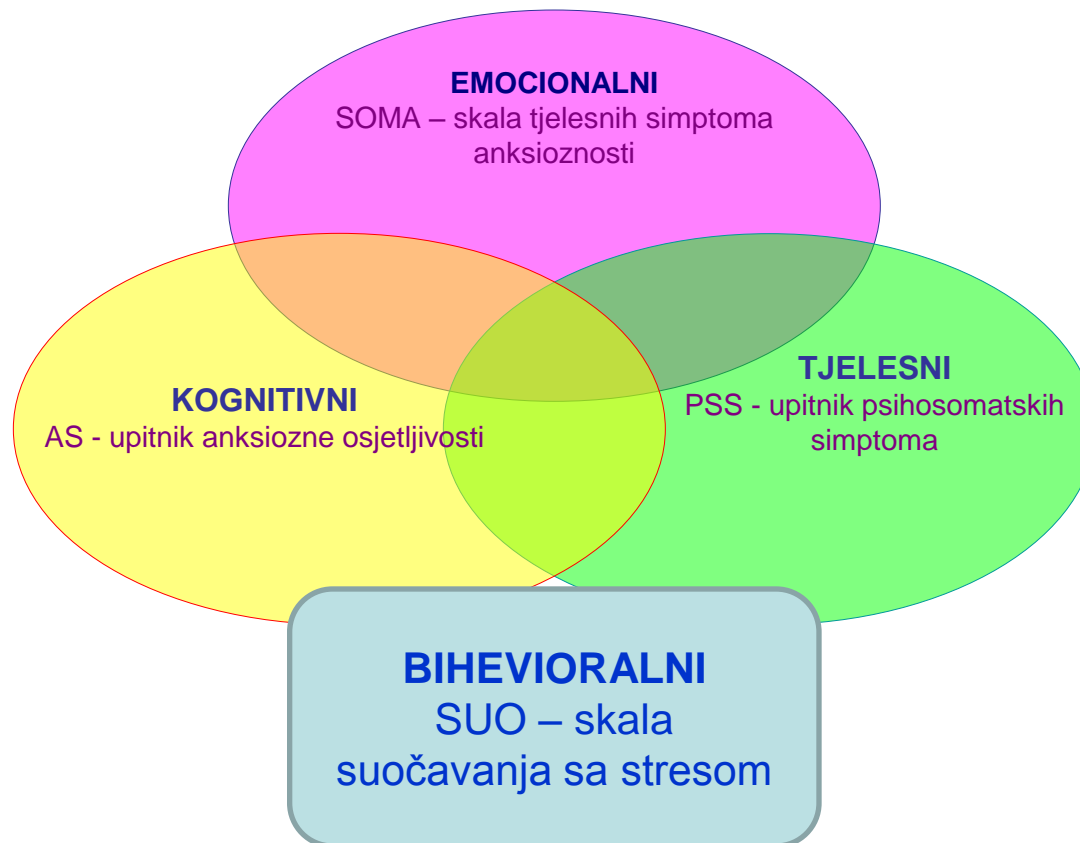 EMOCIONALNI
SOMA – skala tjelesnih simptoma
anksioznosti
KOGNITIVNI
AS - upitnik anksiozne osjetljivosti
TJELESNI
PSS - upitnik psihosomatskih
simptoma
BIHEVIORALNI
SUO – skala
suočavanja sa stresom